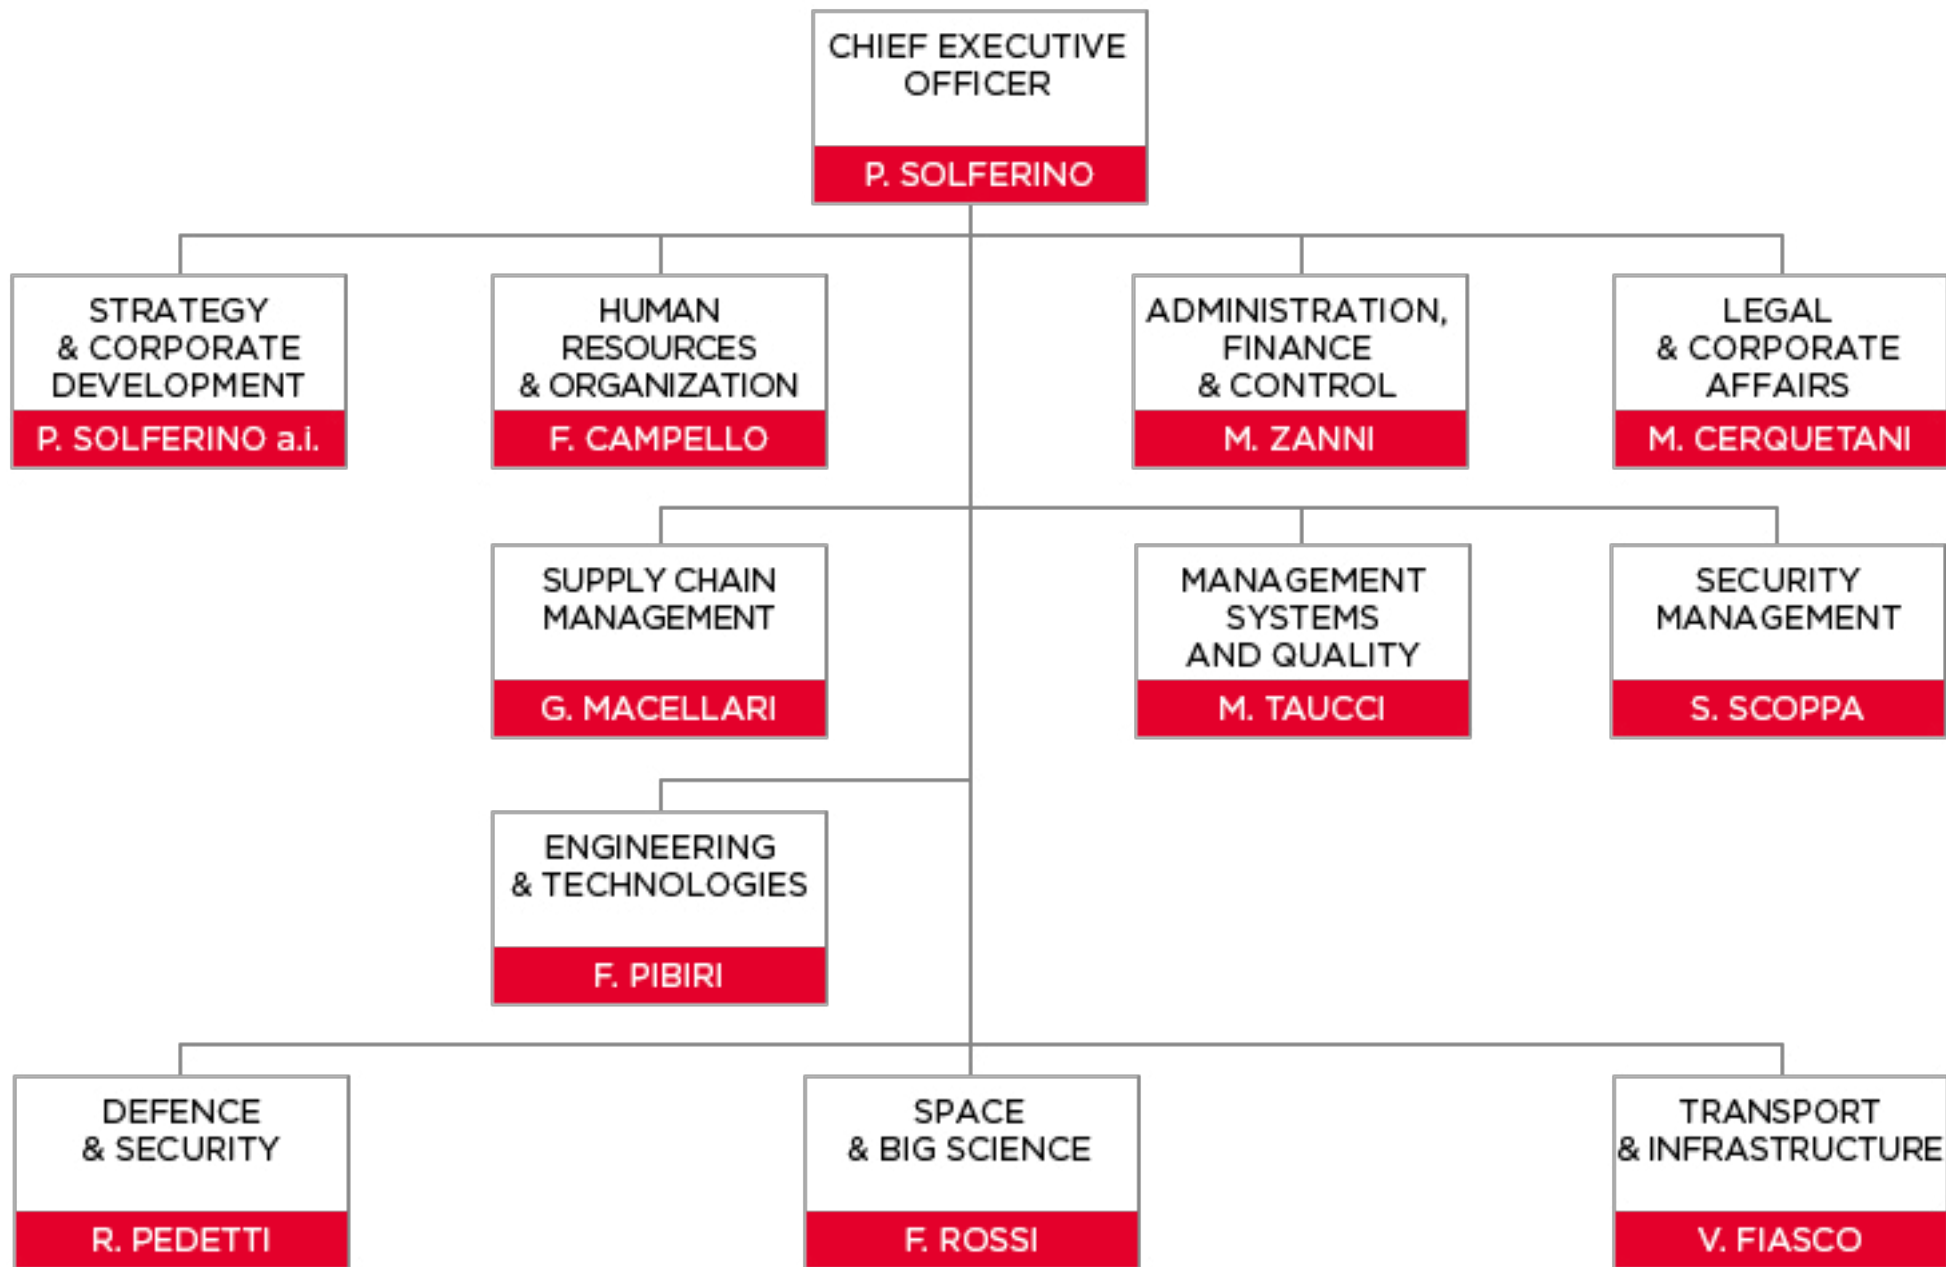 CHIEF EXECUTIVE
OFFICER
P. SOLFERINO
STRATEGY
& CORPORATE
DEVELOPMENT
P. SOLFERINO a.i.
HUMAN
RESOURCES
& ORGANIZATION
F. CAMPELLO
ADMINISTRATION,
FINANCE
& CONTROL
M. ZANNI
LEGAL
& CORPORATE
AFFAIRS
M. CERQUETANI
SUPPLY CHAIN
MANAGEMENT
G. MACELLARI
MANAGEMENT
SYSTEMS
AND QUALITY
M. TAUCCI
SECURITY
MANAGEMENT
S. SCOPPA
ENGINEERING
& TECHNOLOGIES
F. PIBIRI
DEFENCE
& SECURITY
R. PEDETTI
SPACE
& BIG SCIENCE
F. ROSSI
TRANSPORT
& INFRASTRUCTURE
V. FIASCO